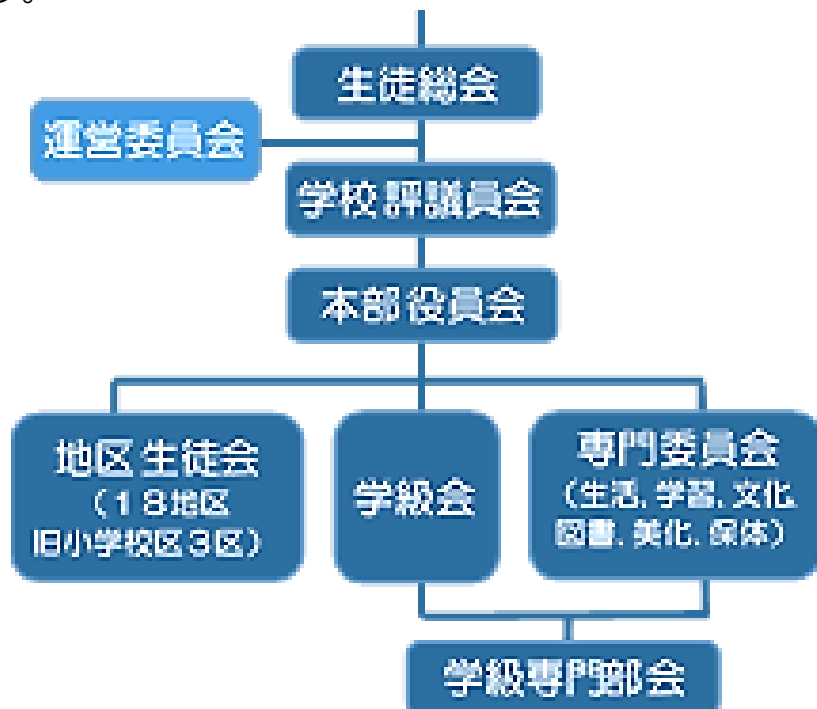 生徒総会
運営委員会
学校評議員会
本部役員会
地区生徒会
(18地区
旧小学校区3区)
学級会
専門委員会
(生活,学習,文化,
図書,美化,保体)
学級専門部会